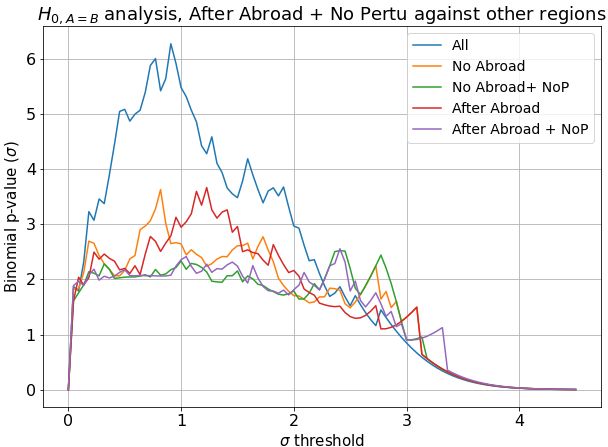 H0, A = B analysis, After Abroad + No Pertu against other regions
All
No Abroad
No Abroad+ NoP
After Abroad
After Abroad + NoP
Binomial p-value (σ)
6
5
4
3
2
1
0
0 1 2 3 4
σ threshold